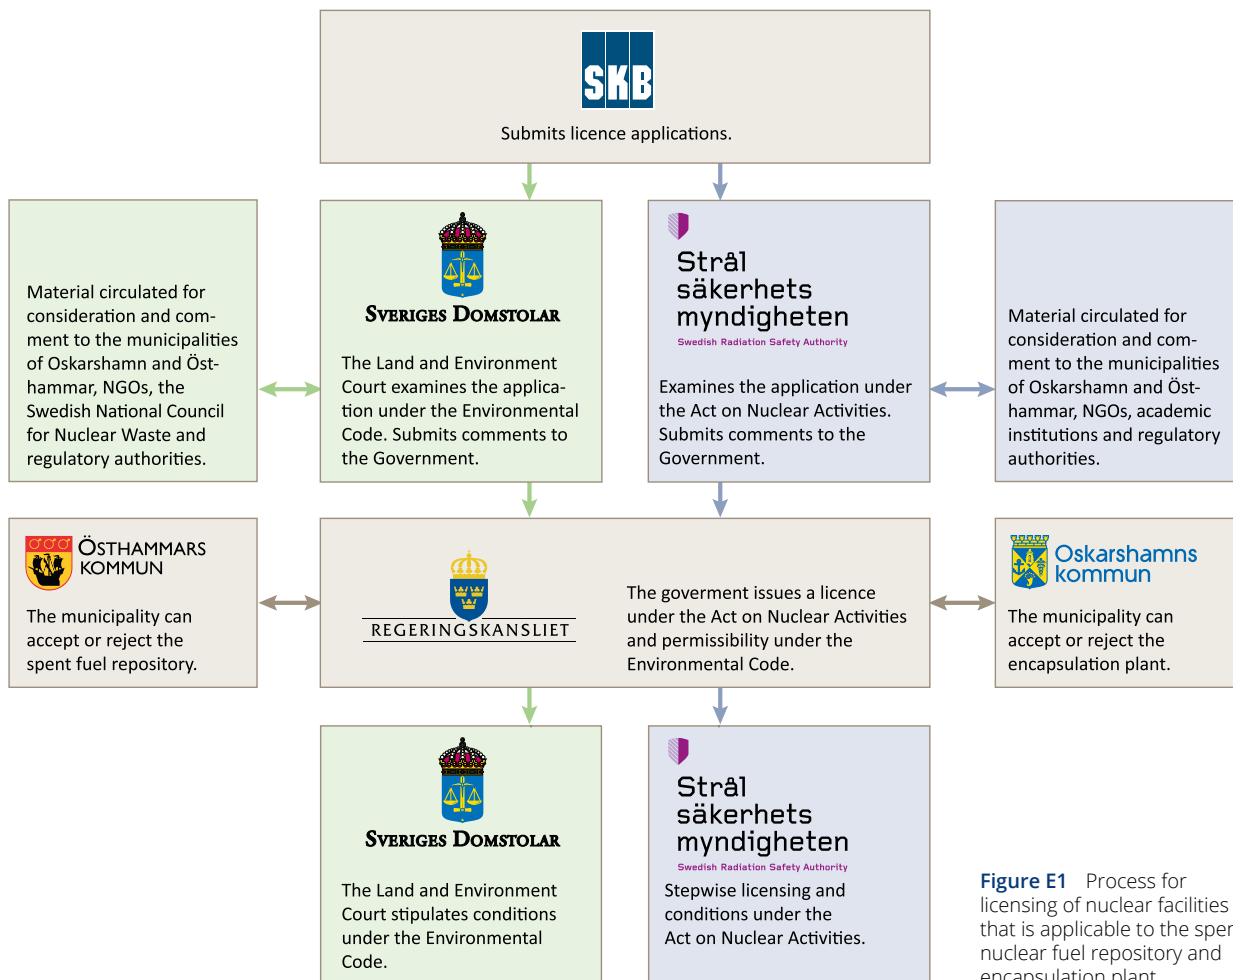 SKB
Submits licence applications.
Material circulated for
consideration and com-
ment to the municipalities
of Oskarshamn and Öst-
hammar, NGOs, the
Swedish National Council
for Nuclear Waste and
regulatory authorities.
SVERIGES DOMSTOLAR
The Land and Environment
Court examines the applica-
tion under the Environmental
Code. Submits comments to
the Government.
Strål
säkerhets
myndigheten
Swedish Radiation Safety Authority
Examines the application under
the Act on Nuclear Activities.
Submits comments to the
Government.
Material circulated for
consideration and com-
ment to the municipalities
of Oskarshamn and Öst-
hammar, NGOs, academic
institutions and regulatory
authorities.
ÖSTHAMMARS
KOMMUN
The municipality can
accept or reject the
spent fuel repository.
REGERINGSKANSLIET
The goverment issues a licence
under the Act on Nuclear Activities
and permissibility under the
Environmental Code.
Oskarshamns
kommun
The municipality can
accept or reject the
encapsulation plant.
SVERIGES DOMSTOLAR
The Land and Environment
Court stipulates conditions
under the Environmental
Code.
Strål
säkerhets
myndigheten
Swedish Radiation Safety Authority
Stepwise licensing and
conditions under the
Act on Nuclear Activities.
Figure E1 Process for
licensing of nuclear facilities
that is applicable to the spen
nuclear fuel repository and
encapsulation plant